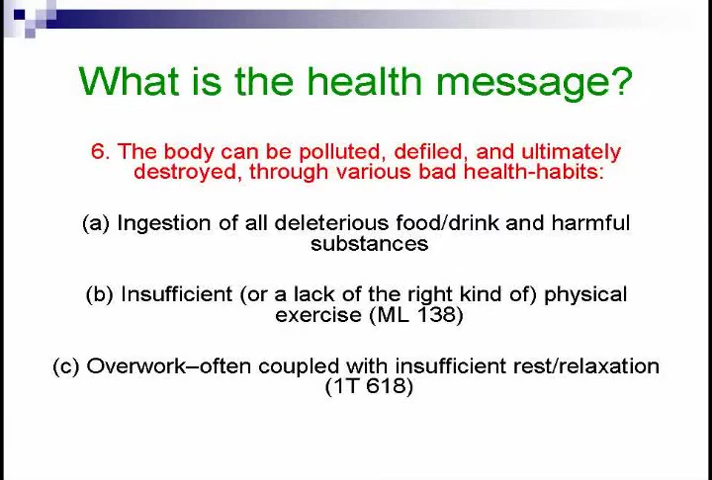 What is the health message?
6. The body can be polluted, defiled, and ultimately
destroyed, through various bad health-habits:
(a) Ingestion of all deleterious food/drink and harmful
substances
(b) Insufficient (or a lack of the right kind of) physical
exercise (ML 138)
(c) Overwork–often coupled with insufficient rest/relaxation
(1T 618)